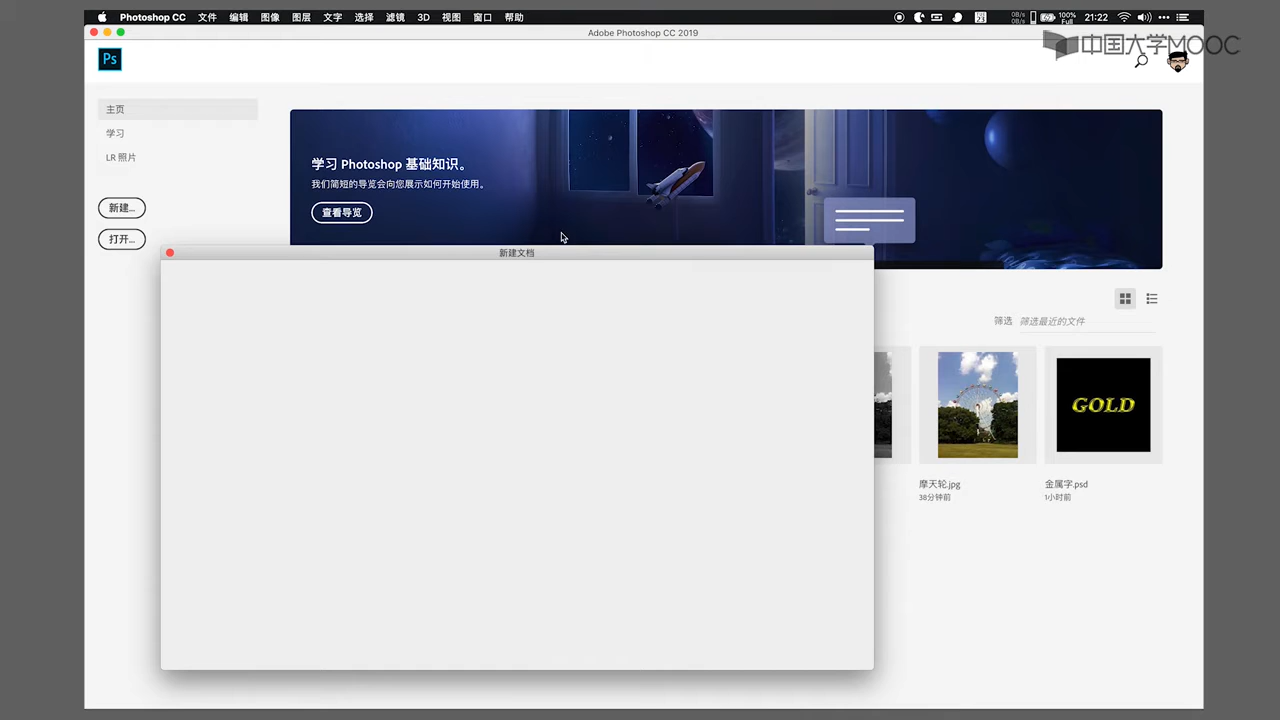 Photoshop CC 文件 编辑 图像 图层 文字 选择 滤镜 3D 视图 窗口 帮助
0B/s
0B/s
100%
Full
21:22
Adobe Photoshop CC 2019
中国大学MOOC
Ps
主页
学习
LR 照片
新建...
打开...
学习 Photoshop 基础知识。
我们简短的导览会向您展示如何开始使用。
查看导览
新建文档
筛选 筛选最近的文件
GOLD
摩天轮.jpg
38分钟前
金属字.psd
1小时前